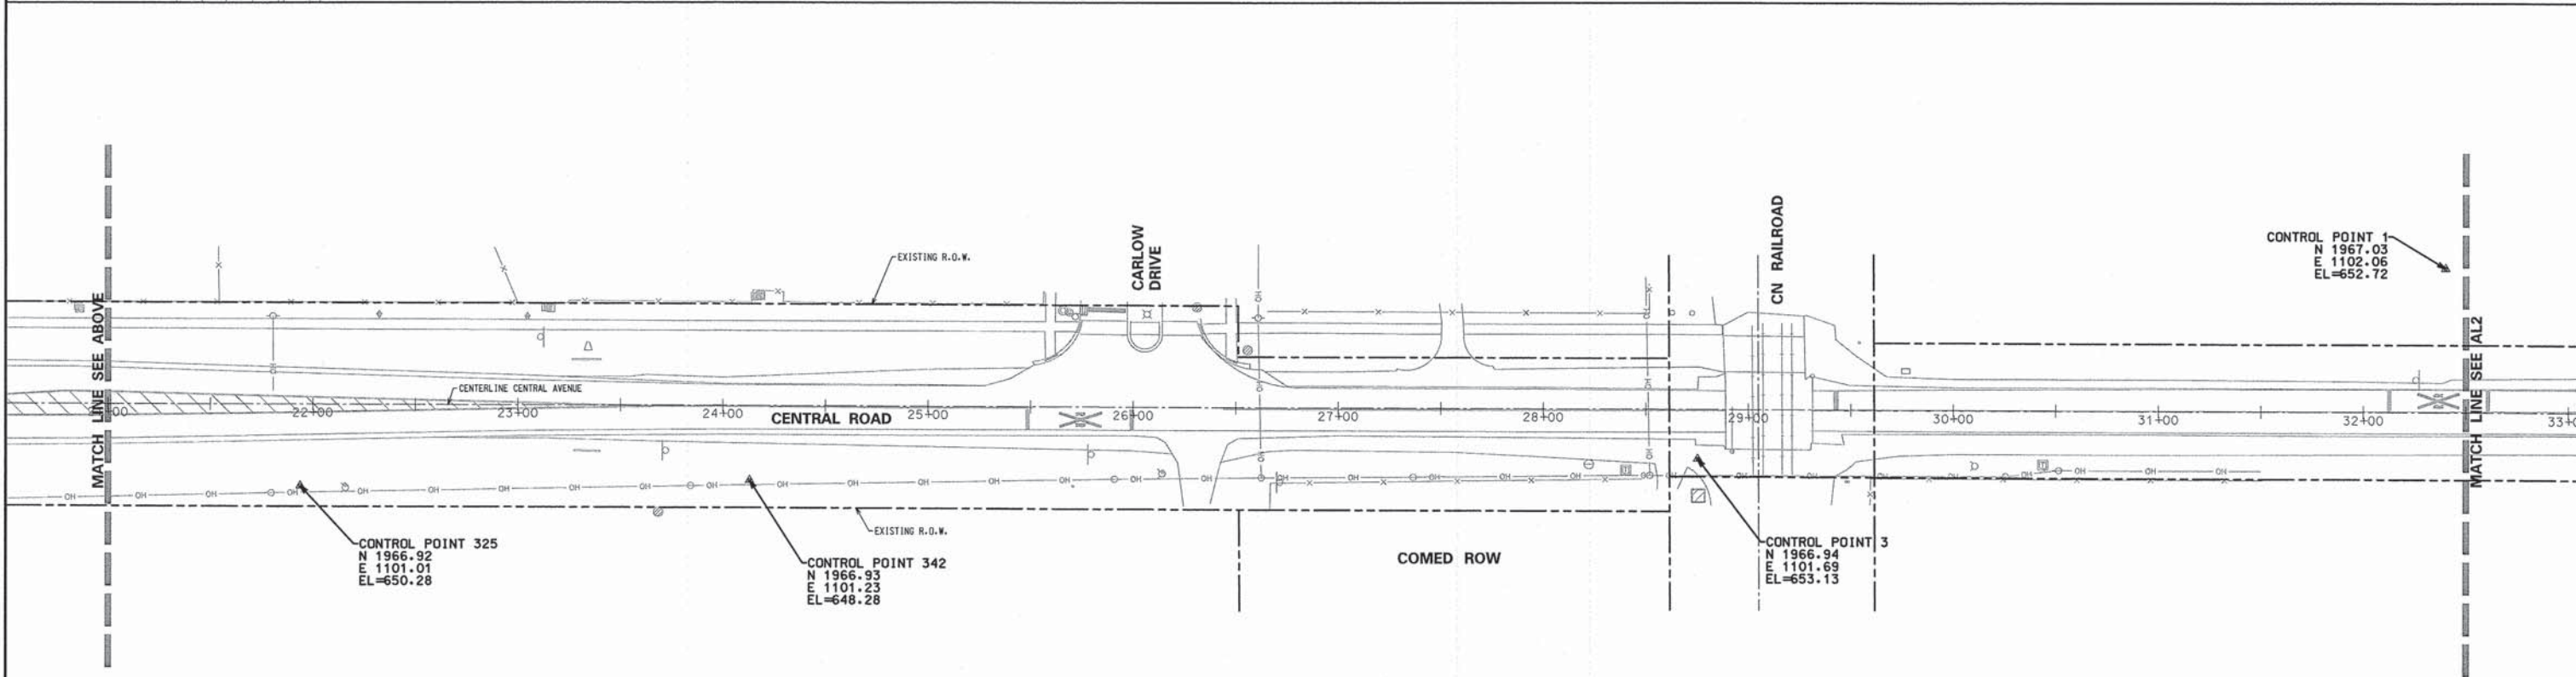 CARLOW
DRIVE
CN RAILROAD
CONTROL POINT 1
N 1967.03
E 1102.06
EL=652.72
EXISTING R.O.W.
MATCH LINE SEE ABOVE
MATCH LINE SEE AL2
CENTERLINE CENTRAL AVENUE
22+00
23+00
24+00
CENTRAL ROAD
25+00
26+00
27+00
28+00
29+00
30+00
31+00
32+00
EXISTING R.O.W.
CONTROL POINT 325
N 1966.92
E 1101.01
EL=650.28
CONTROL POINT 342
N 1966.93
E 1101.23
EL=648.28
COMED ROW
CONTROL POINT 3
N 1966.94
E 1101.69
EL=653.13